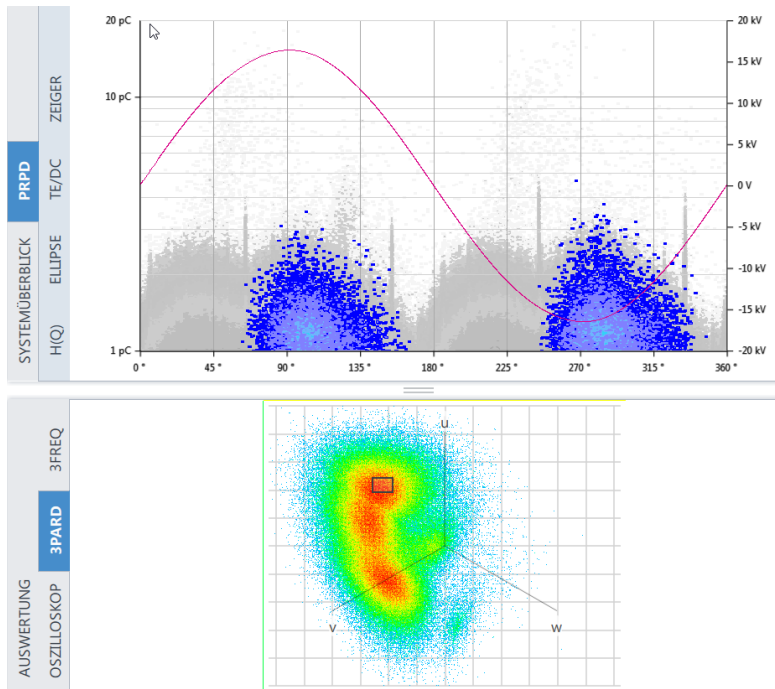 SYSTEMÜBERBLICK
PRPD
H(Q)
ELLIPSE
TE/DC
ZEIGER
20 pC
10 pC
1 pC
20 kV
15 kV
10 kV
5 kV
0 V
-5 kV
-10 kV
-15 kV
-20 kV
0 °
45 °
90 °
135 °
180 °
225 °
270 °
315 °
360 °
AUSWERTUNG
OSZILLOSKOP
3PARD
3FREQ
u
v
w